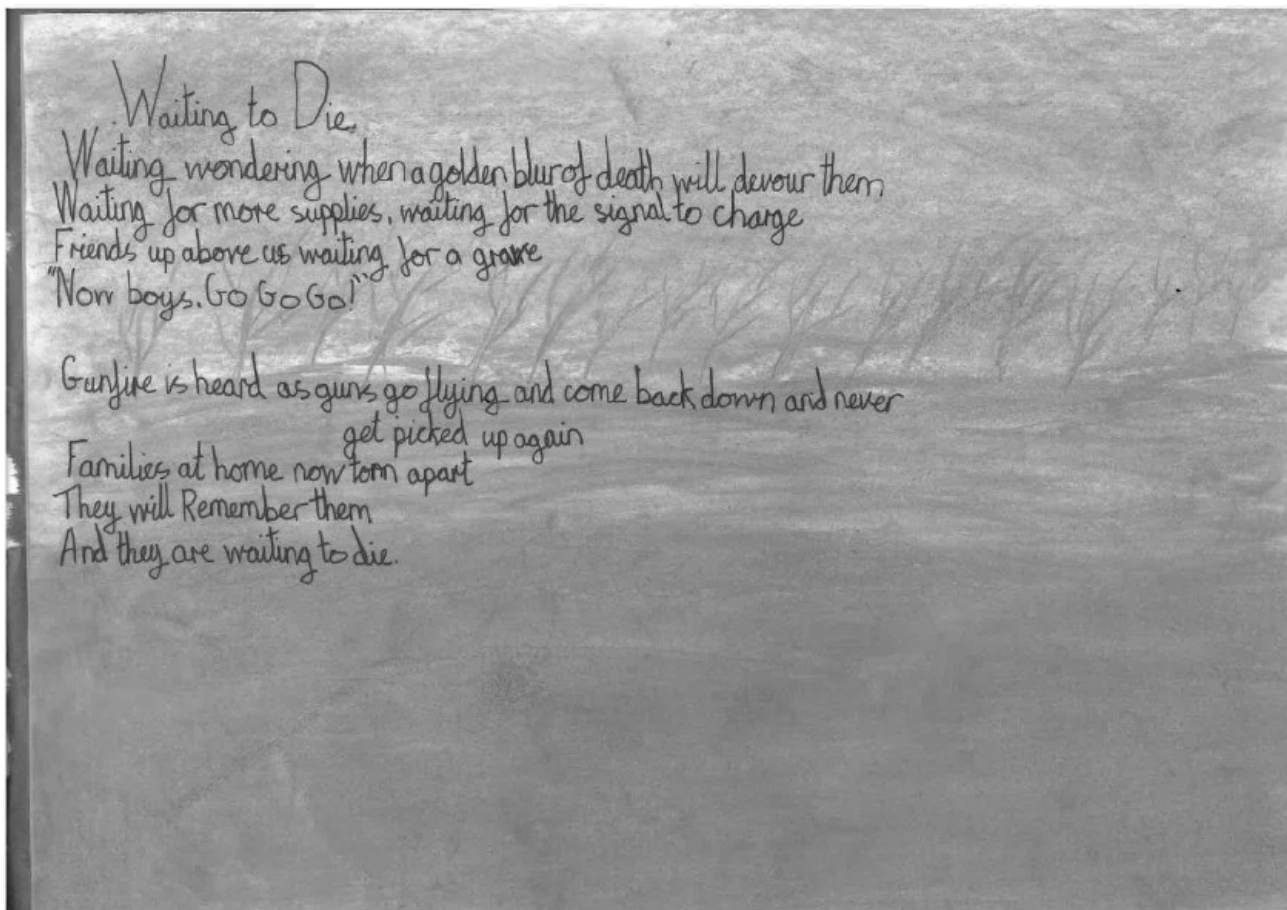 Waiting to Die.
Waiting wondering when a golden blur of death will devour them
Waiting for more supplies, waiting for the signal to charge
Friends up above us waiting for a grave
"Now boys. Go Go Go!"
Gunfire is heard as guns go flying and come back down and never
get picked up again
Families at home now torn apart
They will Remember them
And they are waiting to die.